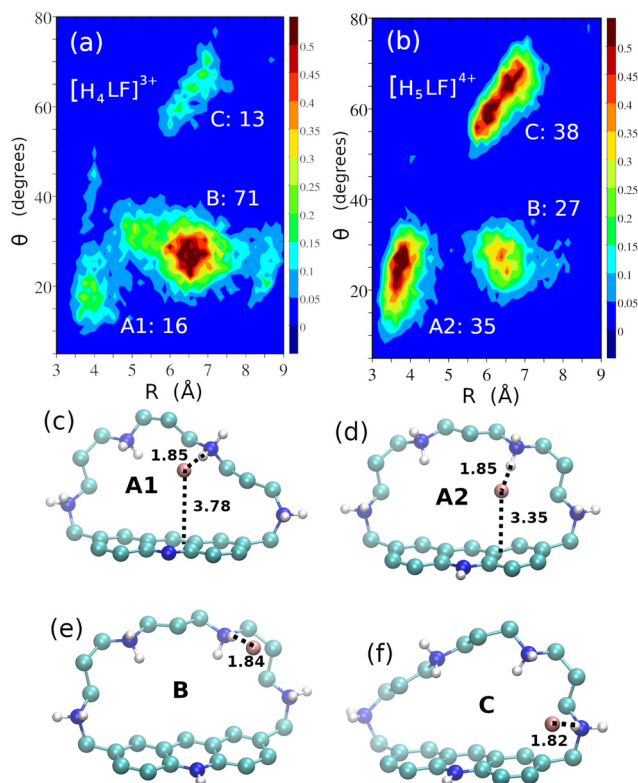 80
(a)
[H₄LF]³⁺
C: 13
60
40
20
B: 71
A1: 16
θ (degrees)
3 4 5 6 7 8 9
R (Å)
0.5
0.45
0.4
0.35
0.3
0.25
0.2
0.15
0.1
0.05
0
80
(b)
[H₅LF]⁴⁺
C: 38
60
40
20
B: 27
A2: 35
θ (degrees)
3 4 5 6 7 8 9
R (Å)
0.5
0.45
0.4
0.35
0.3
0.25
0.2
0.15
0.1
0.05
0
(c)
1.85
A1
3.78
(d)
1.85
A2
3.35
(e)
1.84
B
(f)
C
1.82